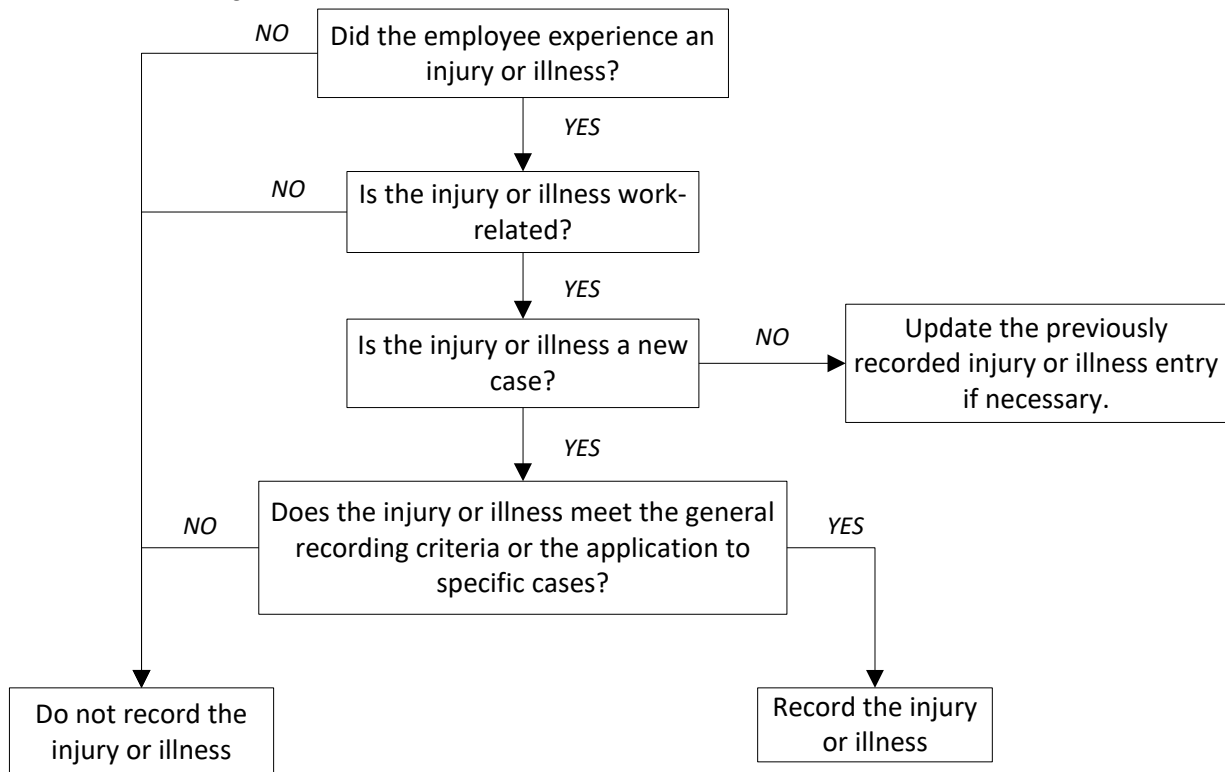 NO
Did the employee experience an
injury or illness?
YES
NO
Is the injury or illness work-
related?
YES
Is the injury or illness a new
case?
NO
Update the previously
recorded injury or illness entry
if necessary.
YES
NO
Does the injury or illness meet the general
recording criteria or the application to
specific cases?
YES
Do not record the
injury or illness
Record the injury
or illness